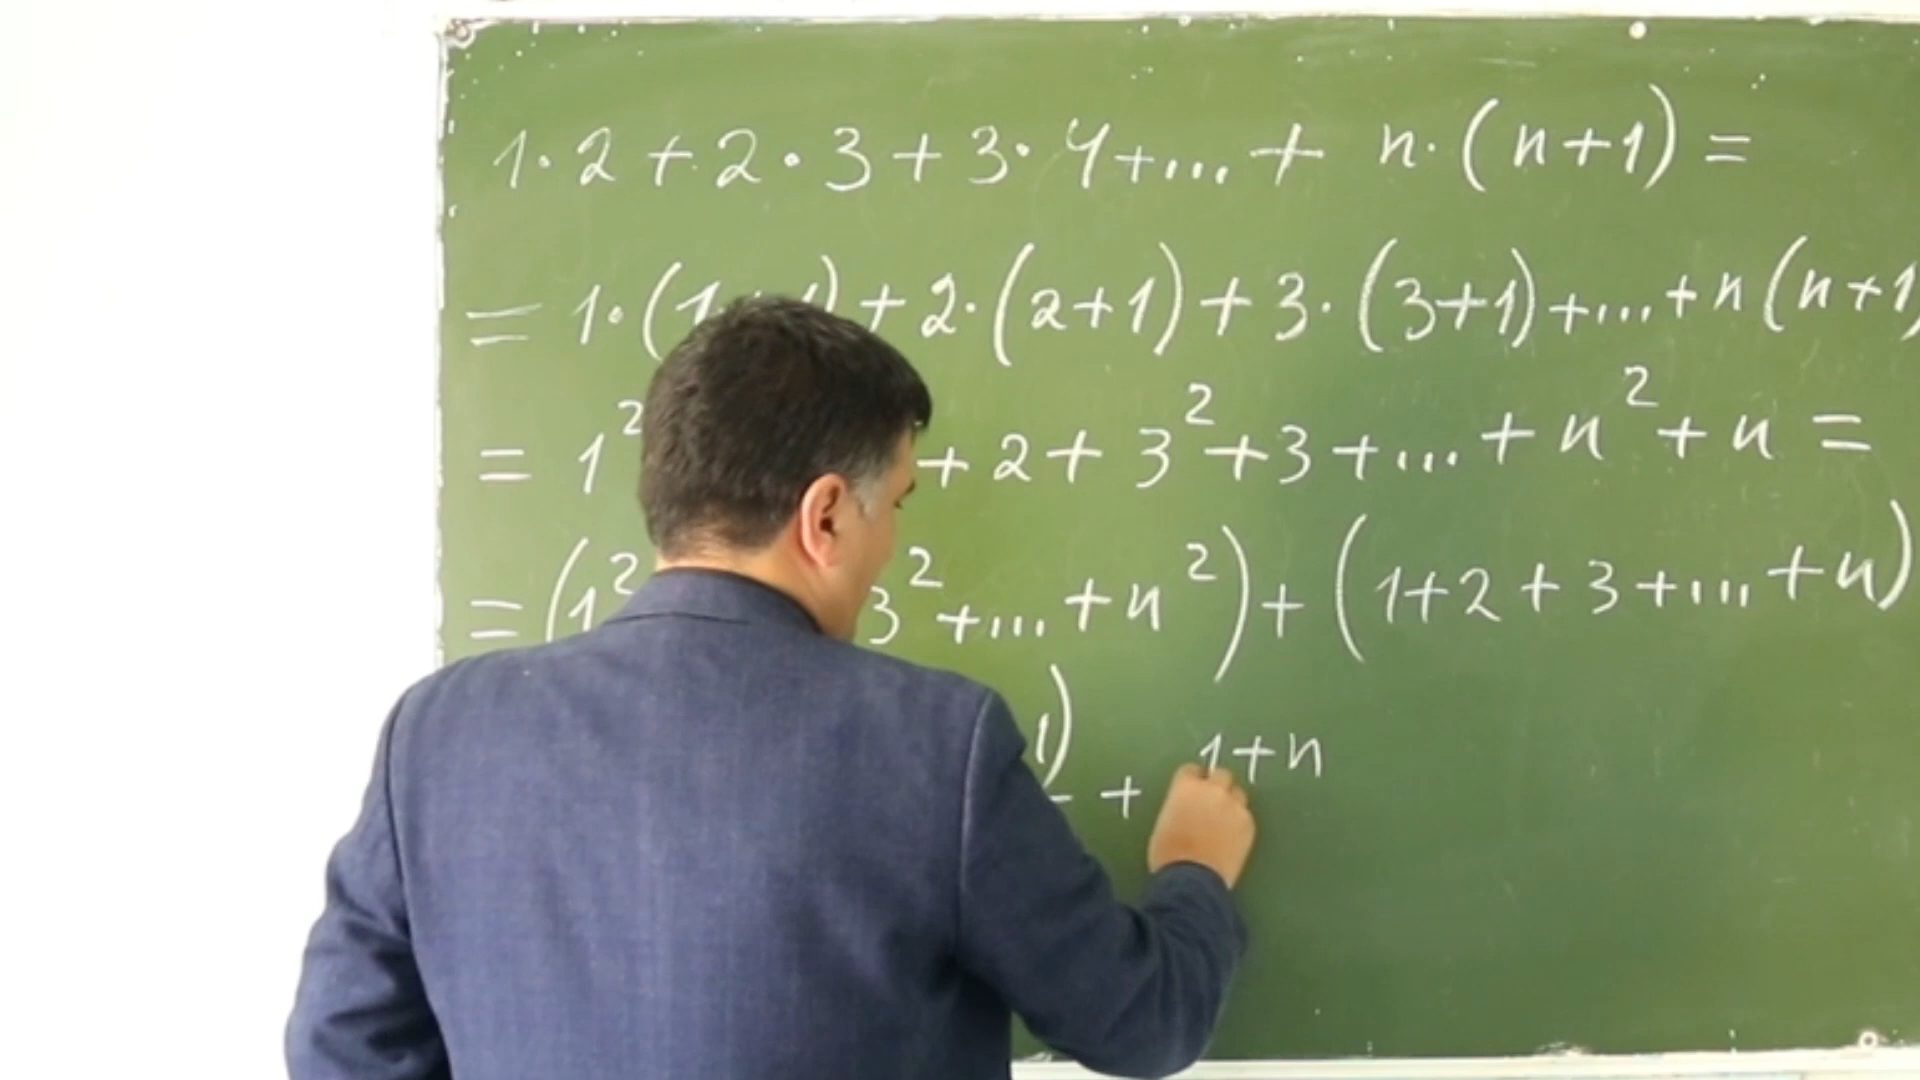 1·2+2·3+3·4+...+ n·(n+1)=
= 1·(1+1)+2·(2+1)+3·(3+1)+...+n(n+1)
= 1² +2+3²+3+...+n²+n=
=(1² 3²+...+n²)+(1+2+3+...+n)
1) + 1+n